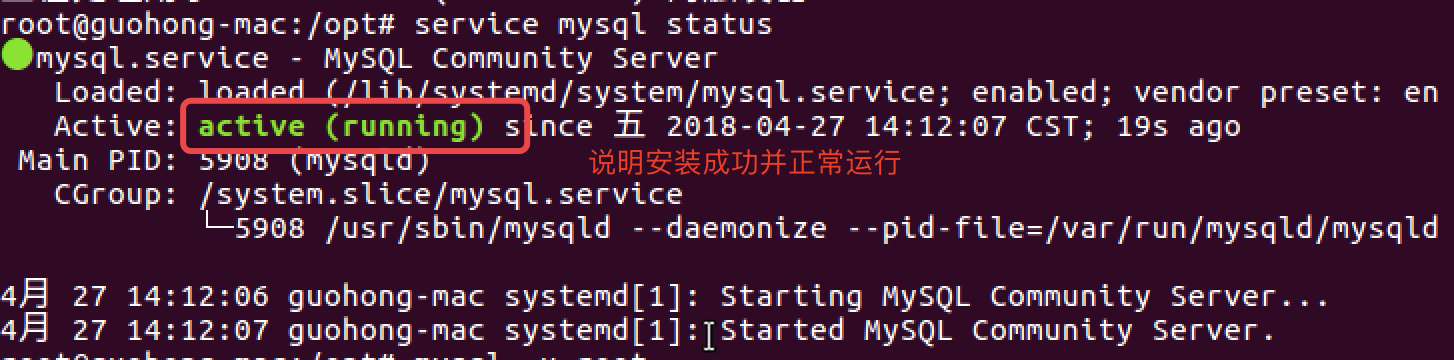 root@guohong-mac:/opt# service mysql status
mysql.service - MySQL Community Server
Loaded: loaded (/lib/systemd/system/mysql.service; enabled; vendor preset: en
Active: active (running) since 五 2018-04-27 14:12:07 CST; 19s ago
Main PID: 5908 (mysqld)
说明安装成功并正常运行
CGroup: /system.slice/mysql.service
└─5908 /usr/sbin/mysqld --daemonize --pid-file=/var/run/mysqld/mysqld
4月 27 14:12:06 guohong-mac systemd[1]: Starting MySQL Community Server...
4月 27 14:12:07 guohong-mac systemd[1]: Started MySQL Community Server.